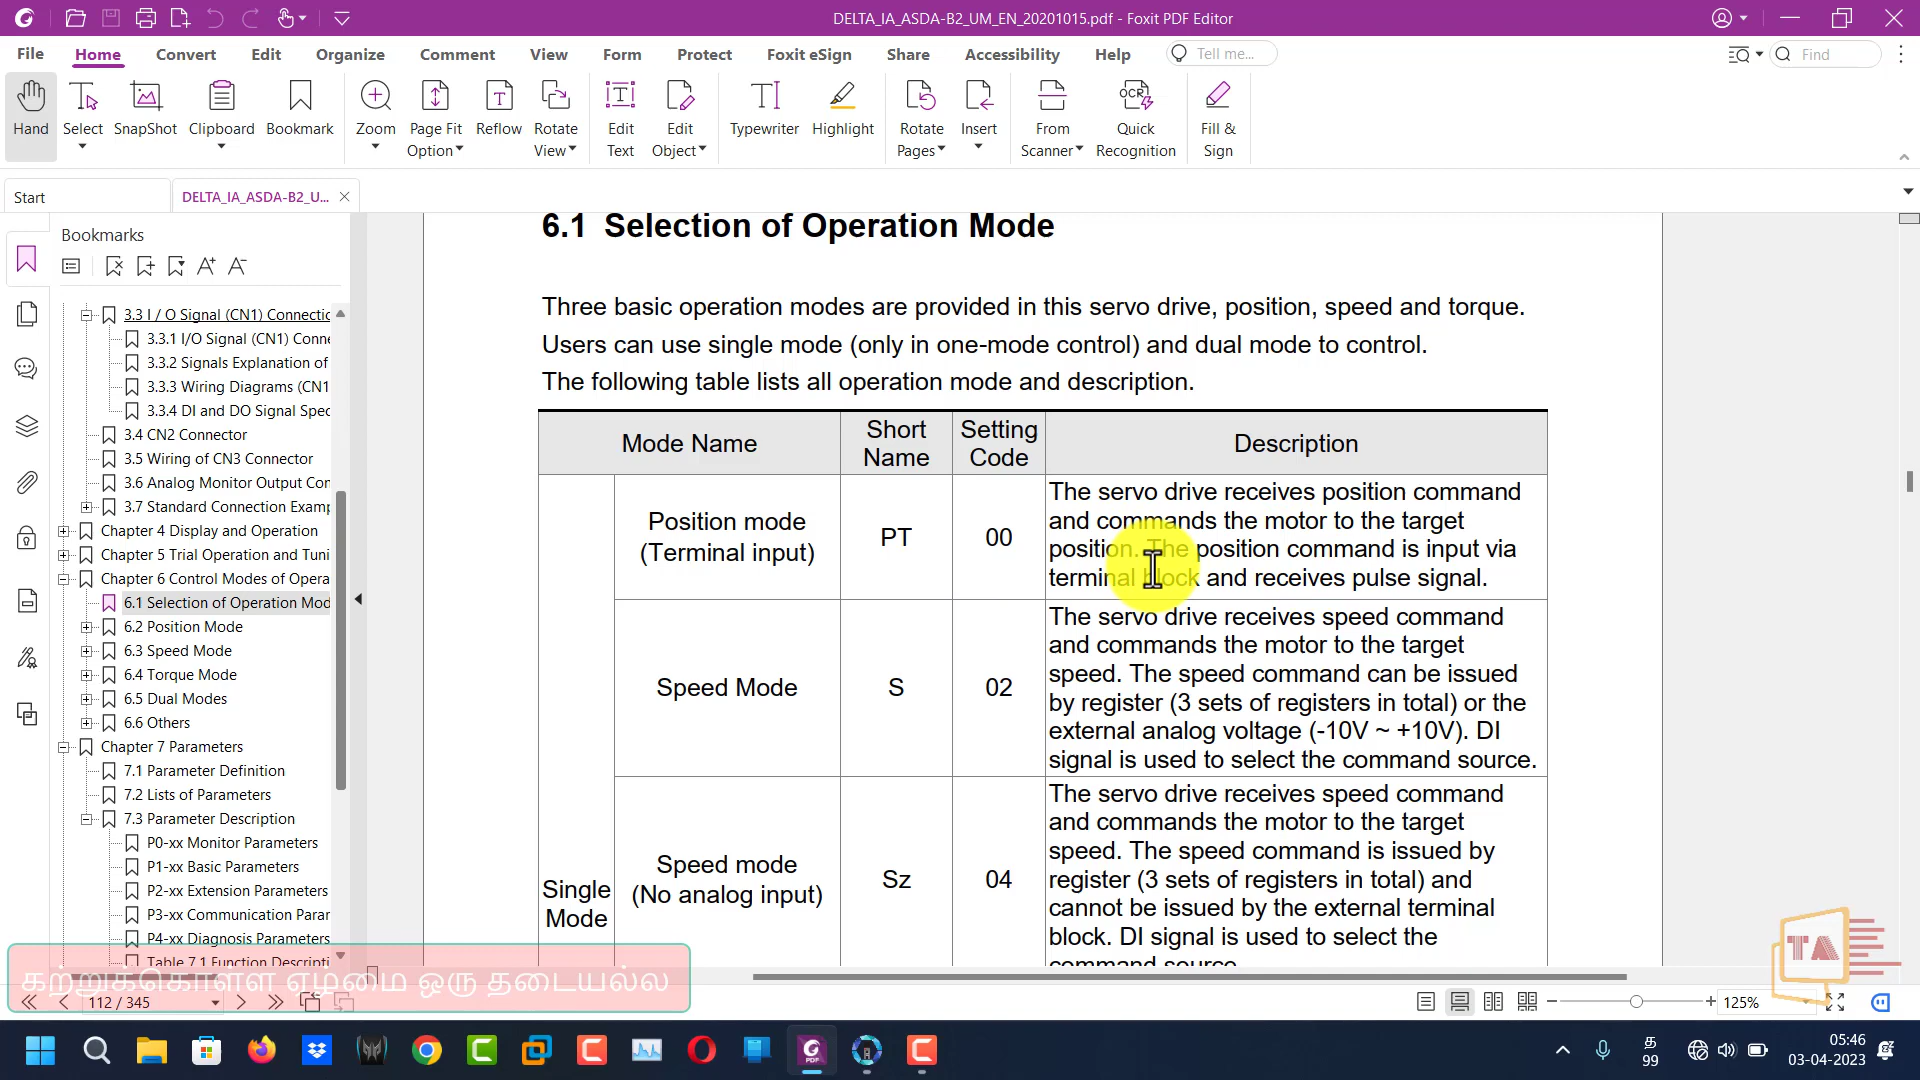 DELTA_IA_ASDA-B2_UM_EN_20201015.pdf - Foxit PDF Editor
File Home Convert Edit Organize Comment View Form Protect Foxit eSign Share Accessibility Help Tell me... Find
Hand Select SnapShot Clipboard Bookmark Zoom Page Fit Option Reflow Rotate View Edit Text Edit Object Typewriter Highlight Rotate Pages Insert From Scanner Quick Recognition Fill & Sign
Start DELTA_IA_ASDA-B2_U...
Bookmarks
3.3 I / O Signal (CN1) Connectic
3.3.1 I/O Signal (CN1) Conne
3.3.2 Signals Explanation of
3.3.3 Wiring Diagrams (CN1
3.3.4 DI and DO Signal Spec
3.4 CN2 Connector
3.5 Wiring of CN3 Connector
3.6 Analog Monitor Output Con
3.7 Standard Connection Examp
Chapter 4 Display and Operation
Chapter 5 Trial Operation and Tuni
Chapter 6 Control Modes of Opera
6.1 Selection of Operation Mod
6.2 Position Mode
6.3 Speed Mode
6.4 Torque Mode
6.5 Dual Modes
6.6 Others
Chapter 7 Parameters
7.1 Parameter Definition
7.2 Lists of Parameters
7.3 Parameter Description
P0-xx Monitor Parameters
P1-xx Basic Parameters
P2-xx Extension Parameters
P3-xx Communication Parar
P4-xx Diagnosis Parameters
Table 7.1 Function Descripti
6.1 Selection of Operation Mode
Three basic operation modes are provided in this servo drive, position, speed and torque.
Users can use single mode (only in one-mode control) and dual mode to control.
The following table lists all operation mode and description.
Mode Name Short Name Setting Code Description
Single Mode
Position mode (Terminal input) PT 00
The servo drive receives position command
and commands the motor to the target
position. The position command is input via
terminal block and receives pulse signal.
Speed Mode S 02
The servo drive receives speed command
and commands the motor to the target
speed. The speed command can be issued
by register (3 sets of registers in total) or the
external analog voltage (-10V ~ +10V). DI
signal is used to select the command source.
Speed mode (No analog input) Sz 04
The servo drive receives speed command
and commands the motor to the target
speed. The speed command is issued by
register (3 sets of registers in total) and
cannot be issued by the external terminal
block. DI signal is used to select the
command source
கற்றுக்கொள்ள எழ்மை ஒரு தடையல்ல
112 / 345
125%
TA
த
99
05:46
03-04-2023